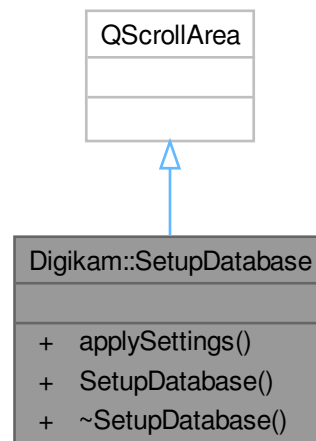 QScrollArea
Digikam::SetupDatabase
+ applySettings()
+ SetupDatabase()
+ ~SetupDatabase()